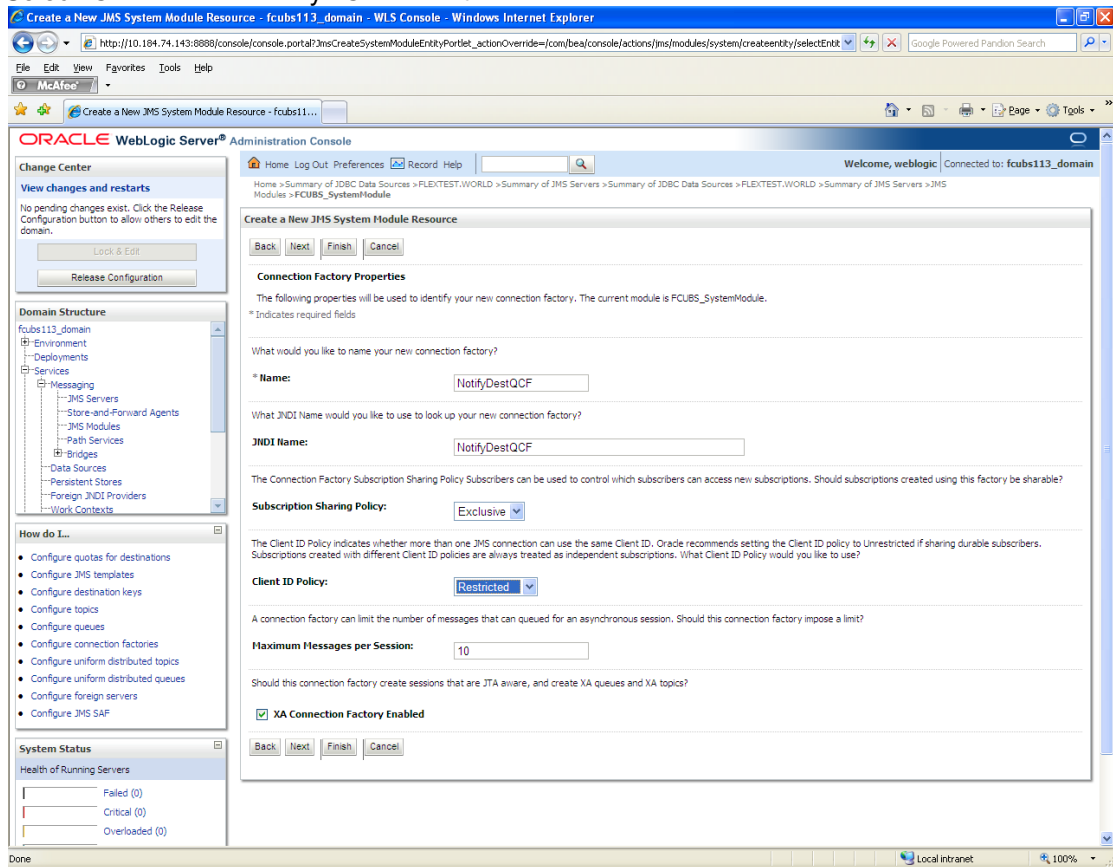 Create a New JMS System Module Resource - fcubs113_domain - WLS Console - Windows Internet Explorer
http://10.184.74.143:8888/console/console.portal?JmsCreateSystemModuleEntityPortlet_actionOverride=/com/bea/console/actions/jms/modules/system/createentity/selectEntit
Google Powered Pandion Search
File Edit View Favorites Tools Help
McAfee
Create a New JMS System Module Resource - fcubs11...
Page Tools
ORACLE WebLogic Server® Administration Console
Change Center
View changes and restarts
No pending changes exist. Click the Release
Configuration button to allow others to edit the
domain.
Lock & Edit
Release Configuration
Domain Structure
fcubs113_domain
Environment
Deployments
Services
Messaging
JMS Servers
Store-and-Forward Agents
JMS Modules
Path Services
Bridges
Data Sources
Persistent Stores
Foreign JNDI Providers
Work Contexts
How do I...
Configure quotas for destinations
Configure JMS templates
Configure destination keys
Configure topics
Configure queues
Configure connection factories
Configure uniform distributed topics
Configure uniform distributed queues
Configure foreign servers
Configure JMS SAF
System Status
Health of Running Servers
Failed (0)
Critical (0)
Overloaded (0)
Home Log Out Preferences Record Help
Welcome, weblogic Connected to: fcubs113_domain
Home >Summary of JDBC Data Sources >FLEXTEST.WORLD >Summary of JMS Servers >Summary of JDBC Data Sources >FLEXTEST.WORLD >Summary of JMS Servers >JMS
Modules >FCUBS_SystemModule
Create a New JMS System Module Resource
Back Next Finish Cancel
Connection Factory Properties
The following properties will be used to identify your new connection factory. The current module is FCUBS_SystemModule.
* Indicates required fields
What would you like to name your new connection factory?
* Name: NotifyDestQCF
What JNDI Name would you like to use to look up your new connection factory?
JNDI Name: NotifyDestQCF
The Connection Factory Subscription Sharing Policy Subscribers can be used to control which subscribers can access new subscriptions. Should subscriptions created using this factory be sharable?
Subscription Sharing Policy: Exclusive
The Client ID Policy indicates whether more than one JMS connection can use the same Client ID. Oracle recommends setting the Client ID policy to Unrestricted if sharing durable subscribers.
Subscriptions created with different Client ID policies are always treated as independent subscriptions. What Client ID Policy would you like to use?
Client ID Policy: Restricted
A connection factory can limit the number of messages that can queued for an asynchronous session. Should this connection factory impose a limit?
Maximum Messages per Session: 10
Should this connection factory create sessions that are JTA aware, and create XA queues and XA topics?
XA Connection Factory Enabled
Back Next Finish Cancel
Done
Local intranet
100%